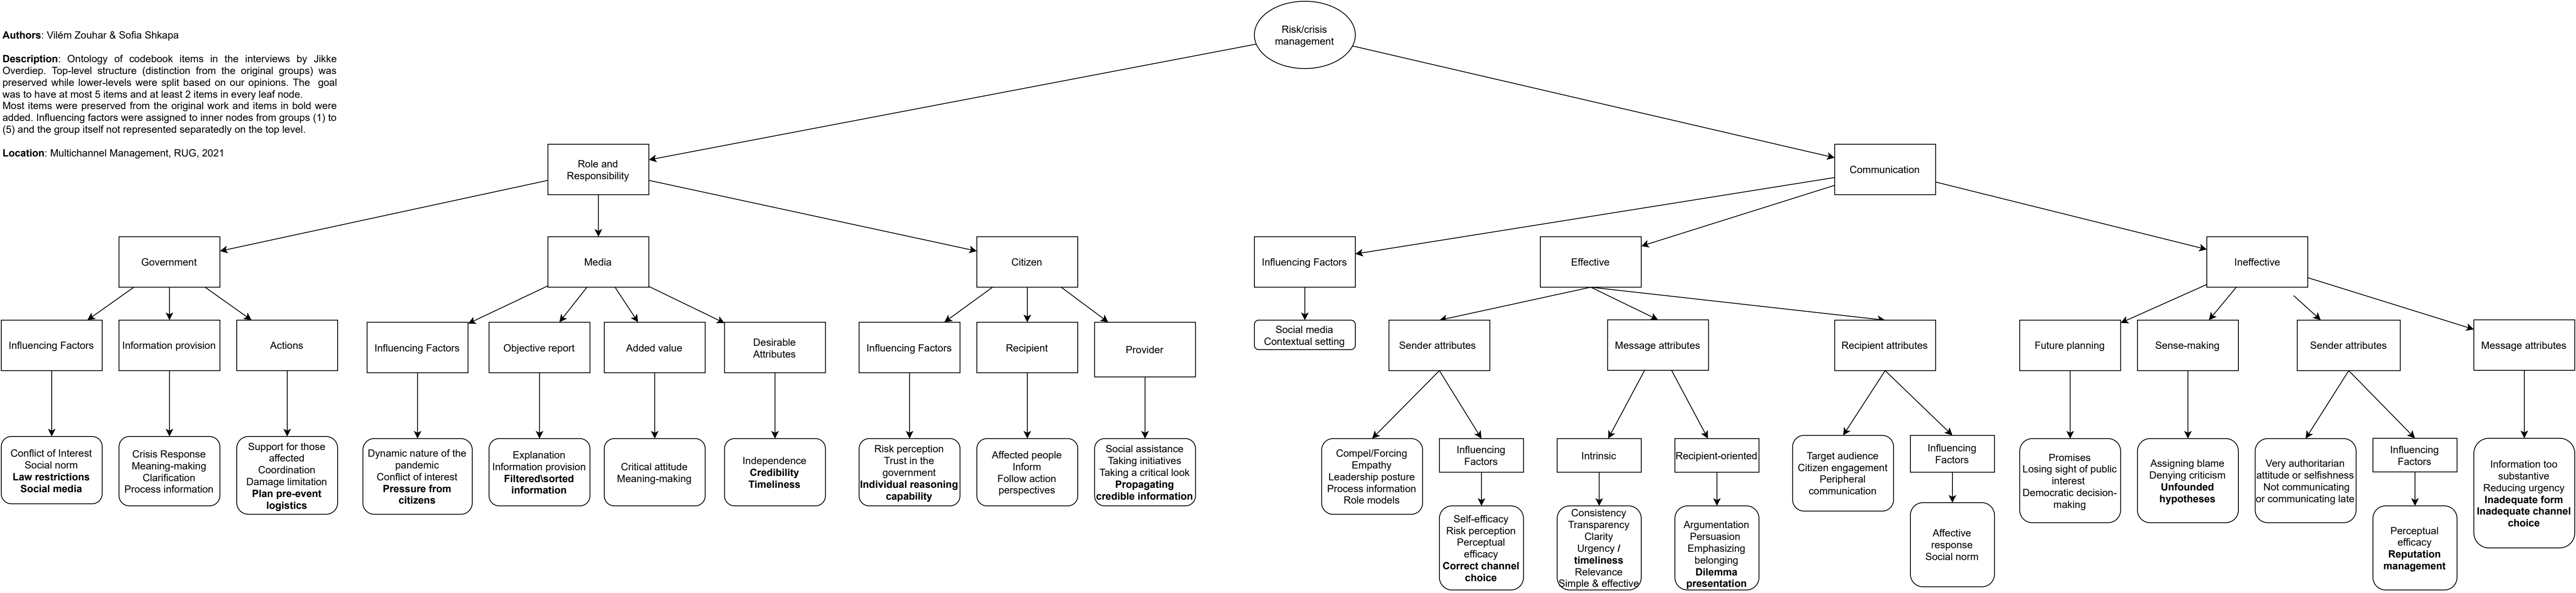 Authors: Vilém Zouhar & Sofia Shkapa
Description: Ontology of codebook items in the interviews by Jikke
Overdiep. Top-level structure (distinction from the original groups) was
preserved while lower-levels were split based on our opinions. The goal
was to have at most 5 items and at least 2 items in every leaf node.
Most items were preserved from the original work and items in bold were
added. Influencing factors were assigned to inner nodes from groups (1) to
(5) and the group itself not represented separatedly on the top level.
Location: Multichannel Management, RUG, 2021
Risk/crisis
management
Role and
Responsibility
Communication
Government
Media
Citizen
Influencing Factors
Effective
Ineffective
Influencing Factors
Information provision
Actions
Influencing Factors
Objective report
Added value
Desirable
Attributes
Influencing Factors
Recipient
Provider
Social media
Contextual setting
Sender attributes
Message attributes
Recipient attributes
Future planning
Sense-making
Sender attributes
Message attributes
Conflict of Interest
Social norm
Law restrictions
Social media
Crisis Response
Meaning-making
Clarification
Process information
Support for those
affected
Coordination
Damage limitation
Plan pre-event
logistics
Dynamic nature of the
pandemic
Conflict of interest
Pressure from
citizens
Explanation
Information provision
Filtered\sorted
information
Critical attitude
Meaning-making
Independence
Credibility
Timeliness
Risk perception
Trust in the
government
Individual reasoning
capability
Affected people
Inform
Follow action
perspectives
Social assistance
Taking initiatives
Taking a critical look
Propagating
credible information
Compel/Forcing
Empathy
Leadership posture
Process information
Role models
Influencing
Factors
Intrinsic
Recipient-oriented
Target audience
Citizen engagement
Peripheral
communication
Influencing
Factors
Promises
Losing sight of public
interest
Democratic decision-
making
Assigning blame
Denying criticism
Unfounded
hypotheses
Very authoritarian
attitude or selfishness
Not communicating
or communicating late
Influencing
Factors
Information too
substantive
Reducing urgency
Inadequate form
Inadequate channel
choice
Self-efficacy
Risk perception
Perceptual
efficacy
Correct channel
choice
Consistency
Transparency
Clarity
Urgency /
timeliness
Relevance
Simple & effective
Argumentation
Persuasion
Emphasizing
belonging
Dilemma
presentation
Affective
response
Social norm
Perceptual
efficacy
Reputation
management